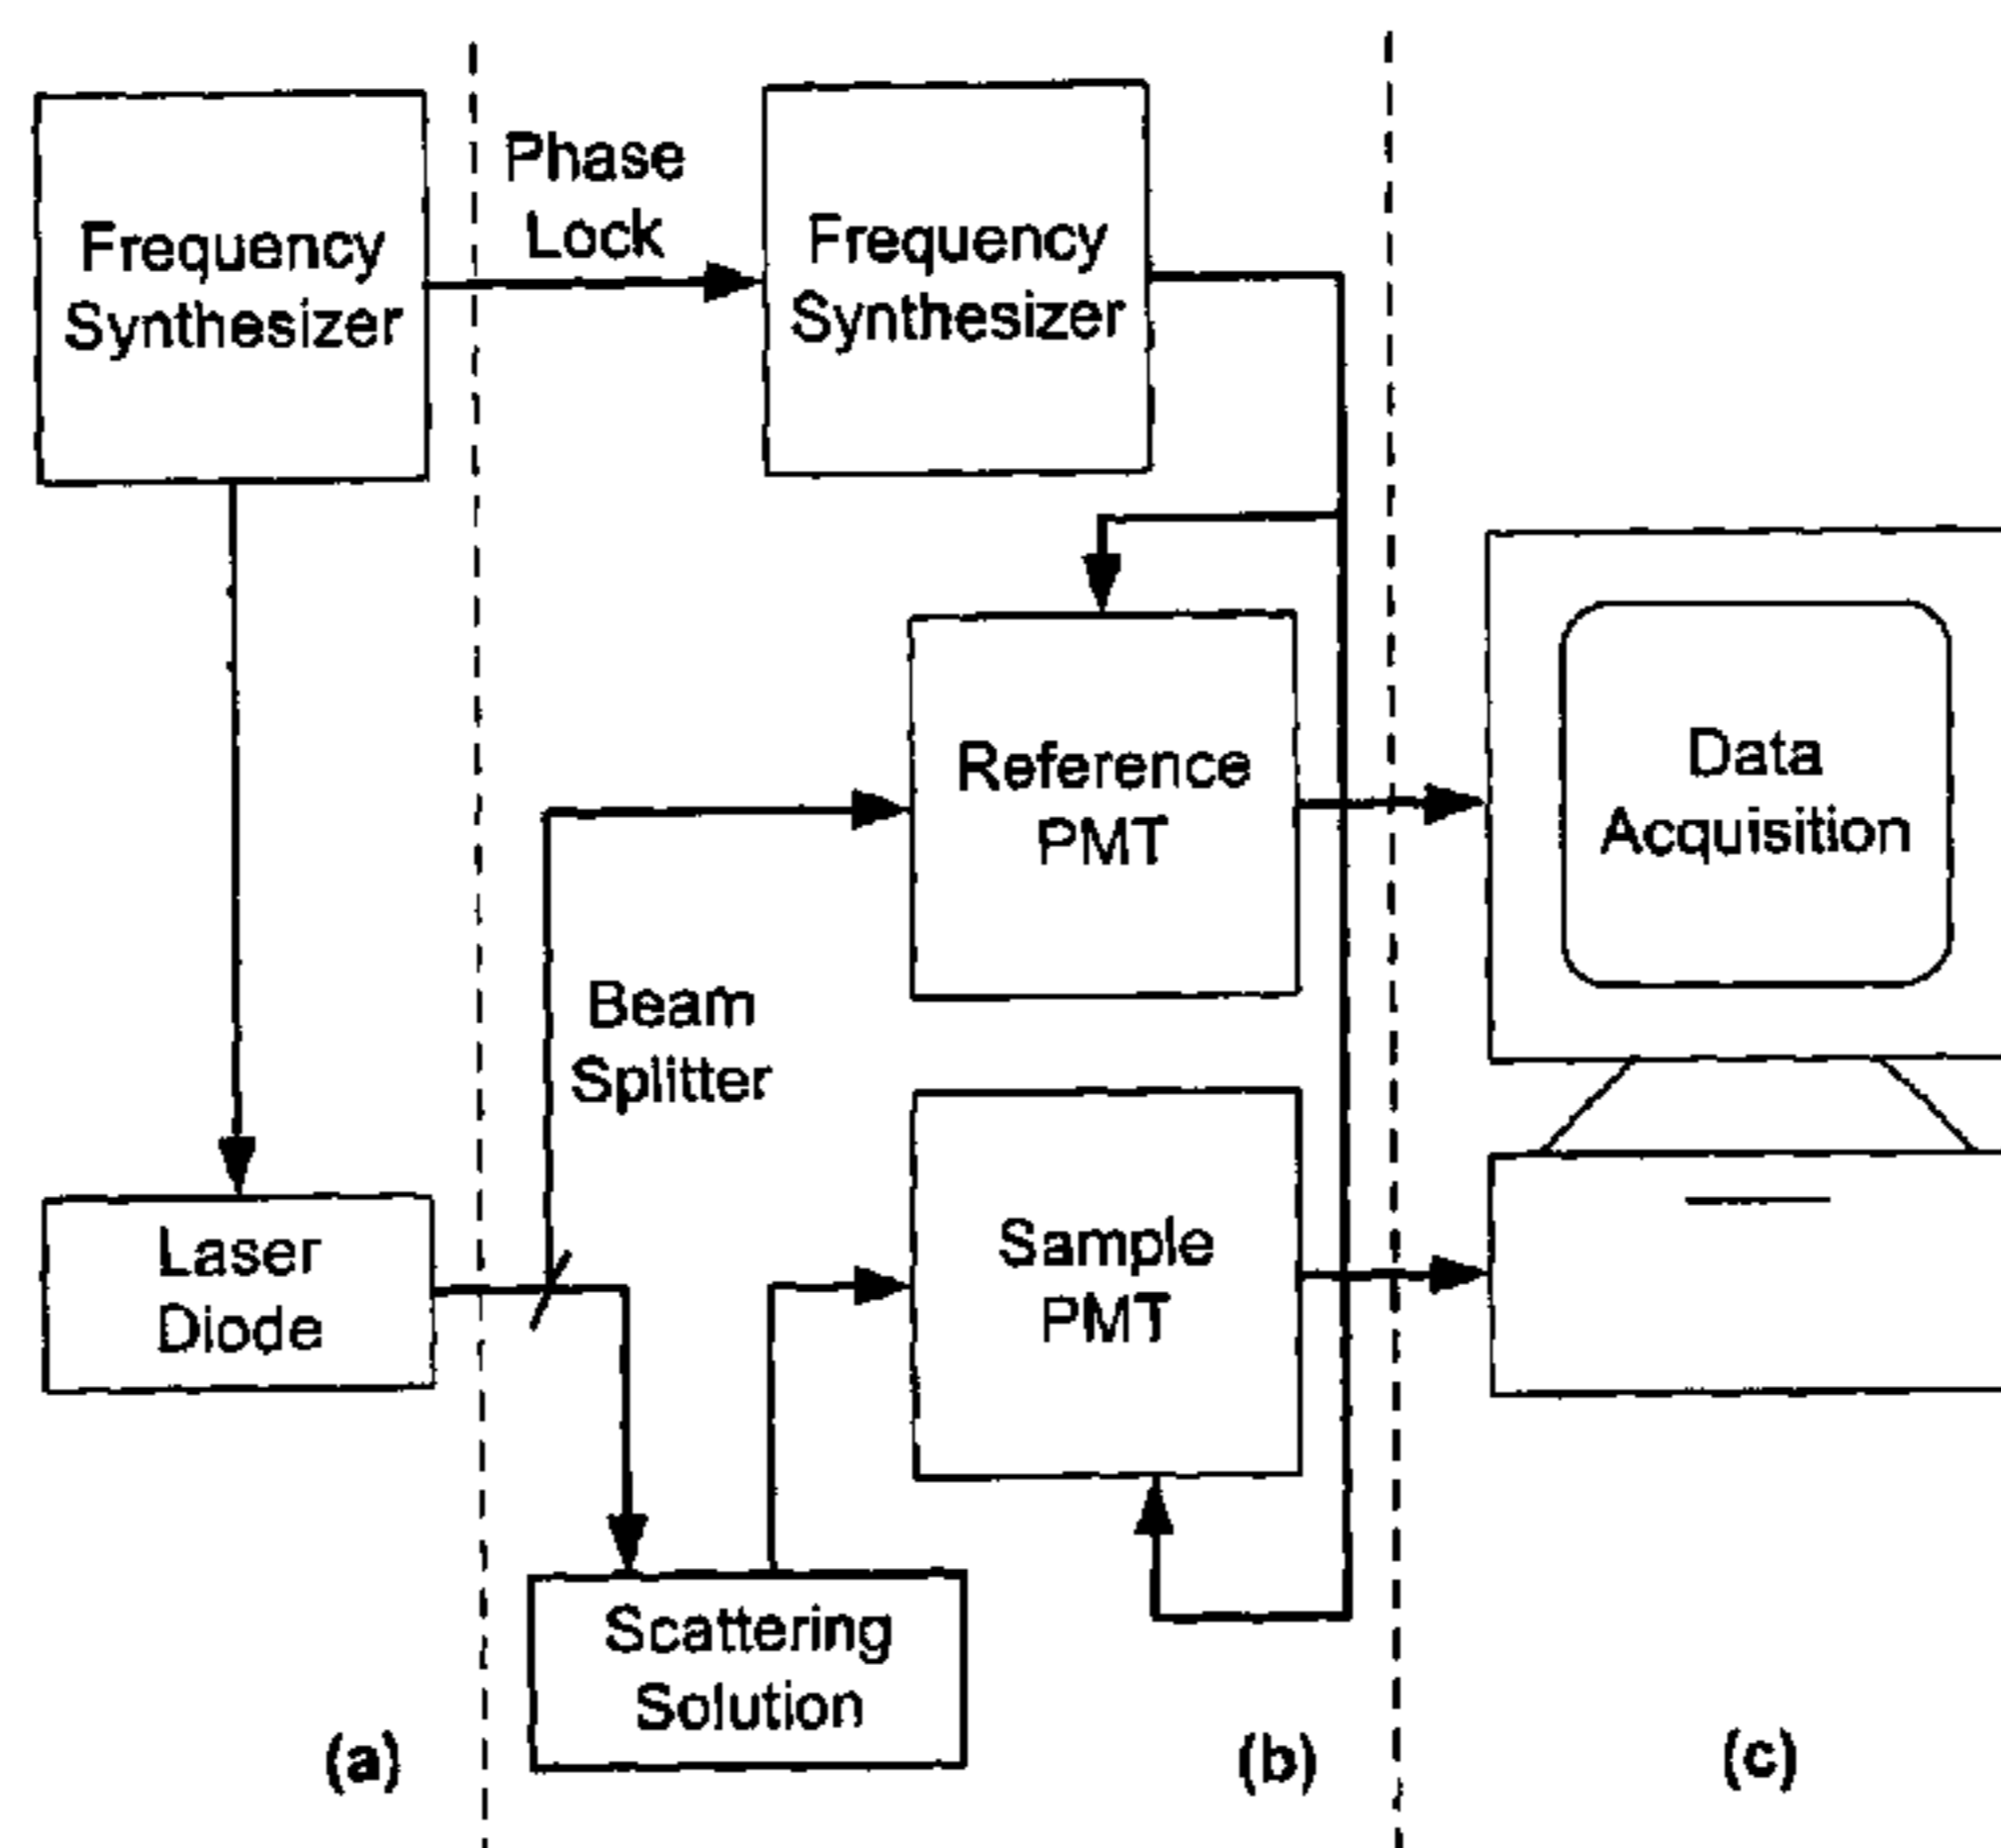 Frequency
Synthesizer
Phase
Lock
Frequency
Synthesizer
Reference
PMT
Data
Acquisition
Beam
Splitter
Sample
PMT
Laser
Diode
Scattering
Solution
(a)
(b)
(c)